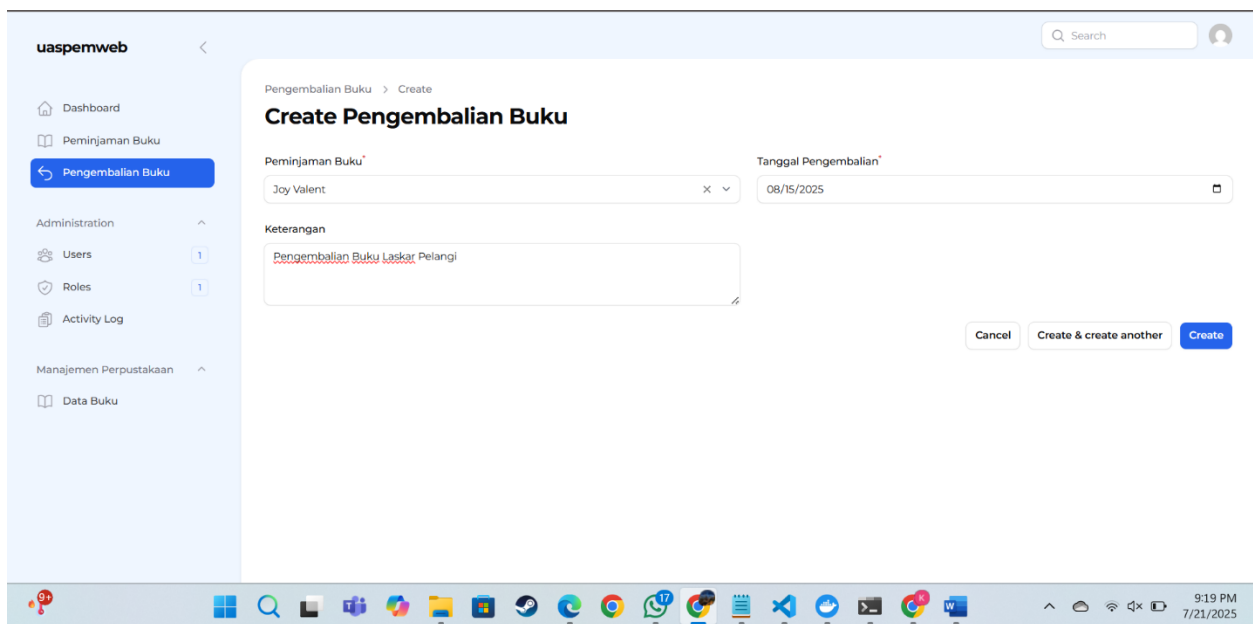 uaspemweb
Search
Dashboard
Peminjaman Buku
Pengembalian Buku
Administration
Users 1
Roles 1
Activity Log
Manajemen Perpustakaan
Data Buku
Pengembalian Buku > Create
Create Pengembalian Buku
Peminjaman Buku*
Joy Valent
Tanggal Pengembalian*
08/15/2025
Keterangan
Pengembalian Buku Laskar Pelangi
Cancel
Create & create another
Create
9+
17
K
W
9:19 PM
7/21/2025